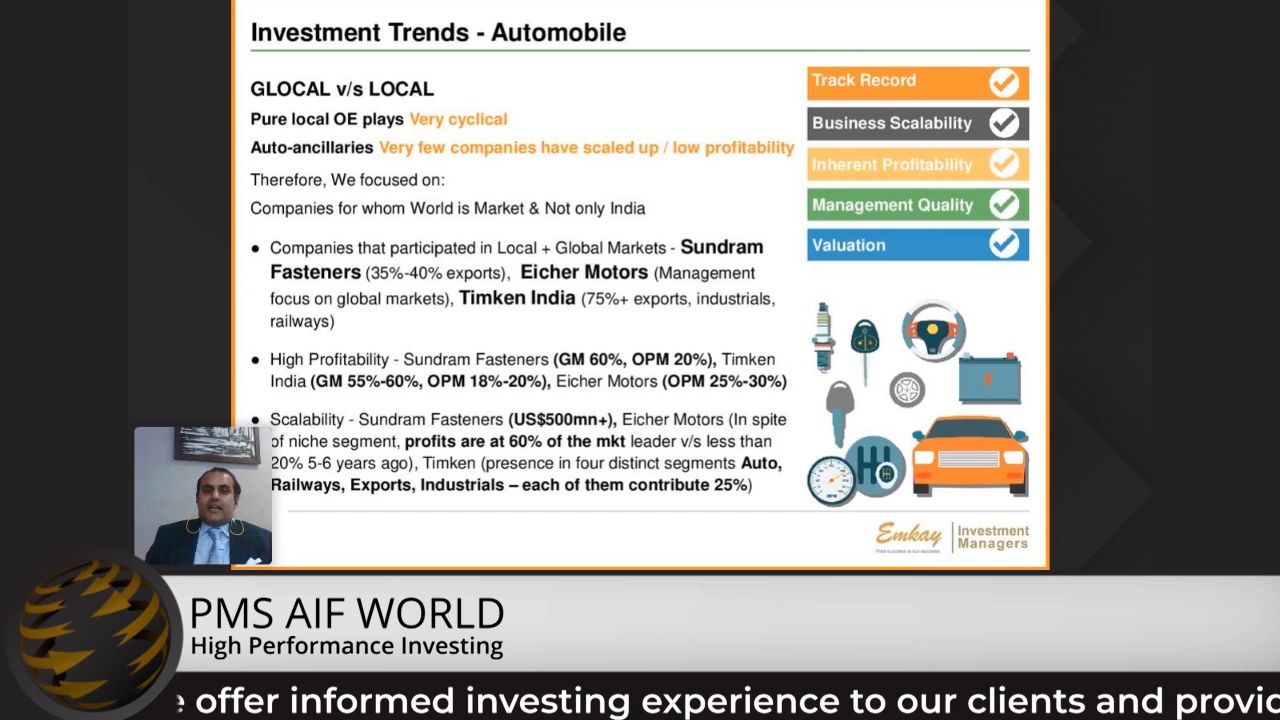 Investment Trends - Automobile
GLOCAL v/s LOCAL
Pure local OE plays Very cyclical
Auto-ancillaries Very few companies have scaled up / low profitability
Therefore, We focused on:
Companies for whom World is Market & Not only India
● Companies that participated in Local + Global Markets - Sundram
Fasteners (35%-40% exports), Eicher Motors (Management
focus on global markets), Timken India (75%+ exports, industrials,
railways)
● High Profitability - Sundram Fasteners (GM 60%, OPM 20%), Timken
India (GM 55%-60%, OPM 18%-20%), Eicher Motors (OPM 25%-30%)
● Scalability - Sundram Fasteners (US$500mn+), Eicher Motors (In spite
of niche segment, profits are at 60% of the mkt leader v/s less than
20% 5-6 years ago), Timken (presence in four distinct segments Auto,
Railways, Exports, Industrials – each of them contribute 25%)
Track Record
Business Scalability
Inherent Profitability
Management Quality
Valuation
Emkay
Your success is our success
Investment
Managers
PMS AIF WORLD
High Performance Investing
offer informed investing experience to our clients and provid